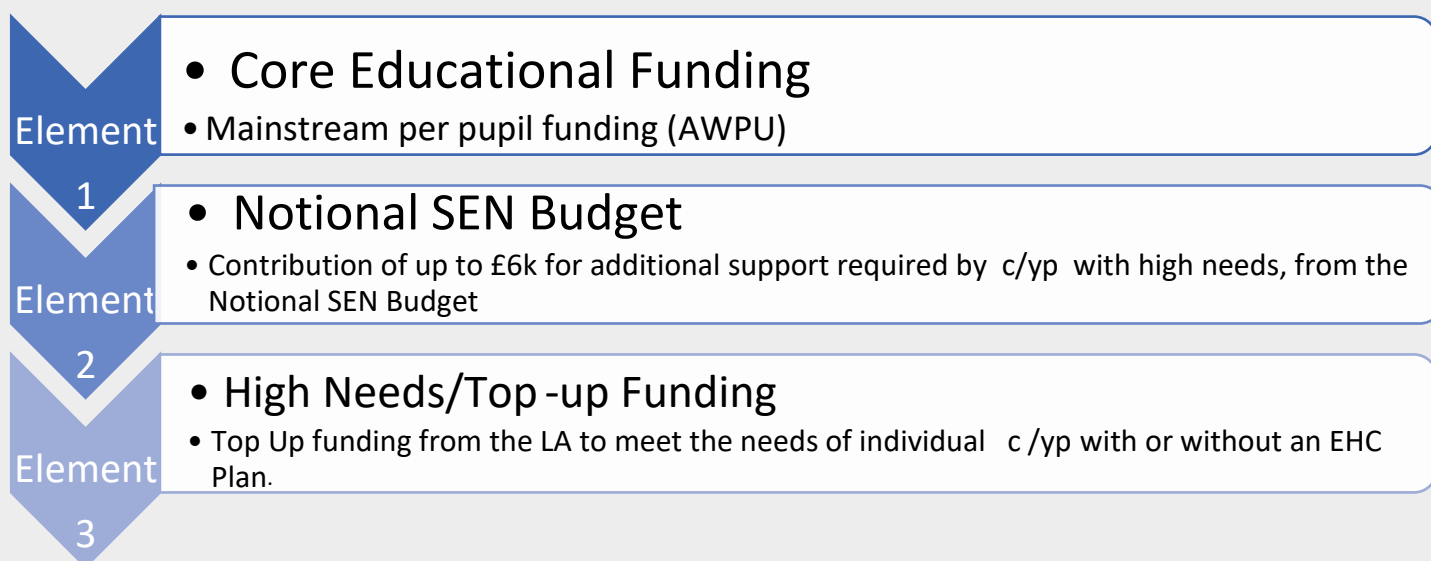 Element
1
• Core Educational Funding
• Mainstream per pupil funding (AWPU)
Element
2
• Notional SEN Budget
• Contribution of up to £6k for additional support required by c/yp with high needs, from the
Notional SEN Budget
Element
3
• High Needs/Top-up Funding
• Top Up funding from the LA to meet the needs of individual c/yp with or without an EHC
Plan.